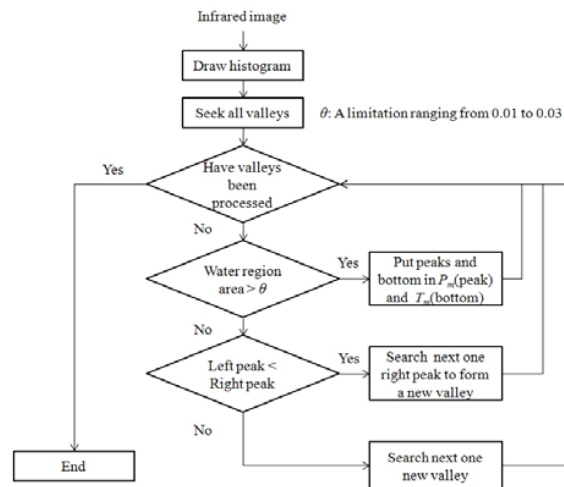 Infrared image
Draw histogram
Seek all valleys
θ: A limitation ranging from 0.01 to 0.03
Yes
Have valleys
been
processed
No
Water region
area > θ
Yes
Put peaks and
bottom in Pm(peak)
and Tm(bottom)
No
Left peak <
Right peak
Yes
Search next one
right peak to form
a new valley
No
End
Search next one
new valley